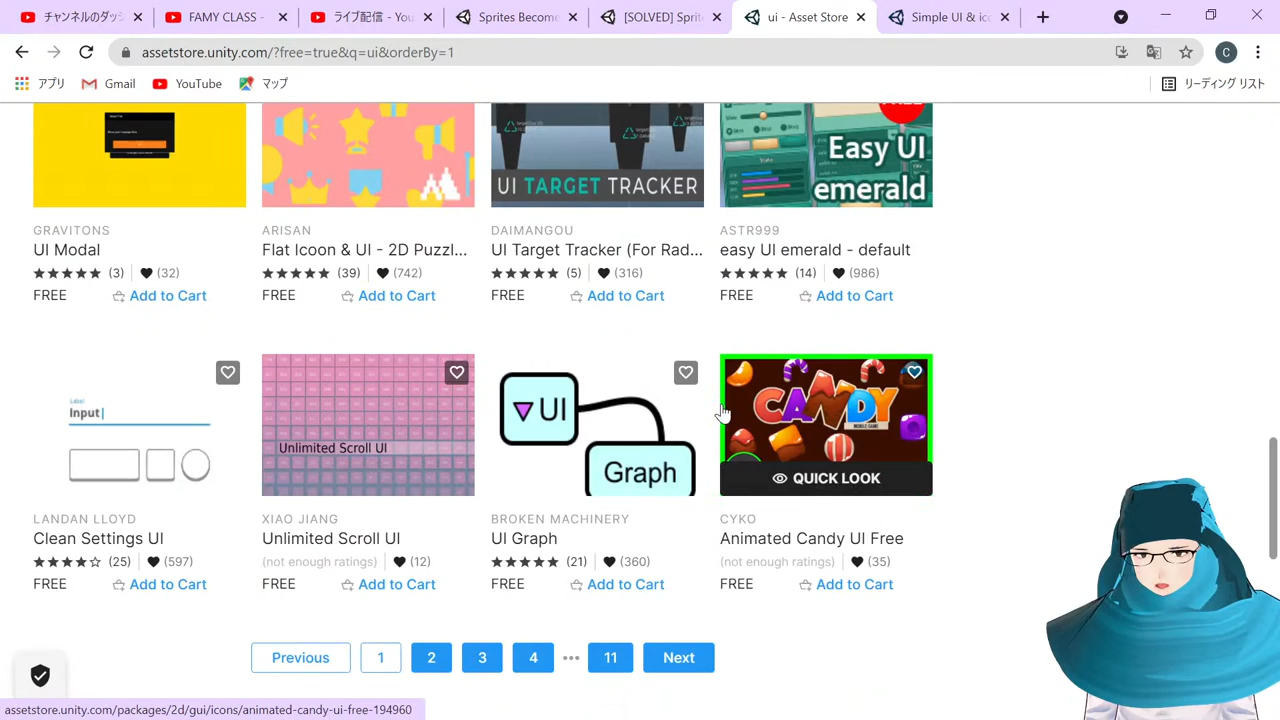 チャンネルのダッシ
FAMY CLASS -
ライブ配信 - You
Sprites Become
[SOLVED] Sprite
ui - Asset Store
Simple UI & ic
assetstore.unity.com/?free=true&q=ui&orderBy=1
C
アプリ
Gmail
YouTube
マップ
リーディング リスト
UI TARGET TRACKER
FREE
Easy UI
emerald
GRAVITONS
UI Modal
(3)
(32)
FREE
Add to Cart
ARISAN
Flat Icoon & UI - 2D Puzzl...
(39)
(742)
FREE
Add to Cart
DAIMANGOU
UI Target Tracker (For Rad...
(5)
(316)
FREE
Add to Cart
ASTR999
easy UI emerald - default
(14)
(986)
FREE
Add to Cart
Label
Input
Unlimited Scroll UI
UI
Graph
CANDY
MOBILE GAME
QUICK LOOK
LANDAN LLOYD
Clean Settings UI
(25)
(597)
FREE
Add to Cart
XIAO JIANG
Unlimited Scroll UI
(not enough ratings)
(12)
FREE
Add to Cart
BROKEN MACHINERY
UI Graph
(21)
(360)
FREE
Add to Cart
CYKO
Animated Candy UI Free
(not enough ratings)
(35)
FREE
Add to Cart
Previous
1
2
3
4
•••
11
Next
assetstore.unity.com/packages/2d/gui/icons/animated-candy-ui-free-194960